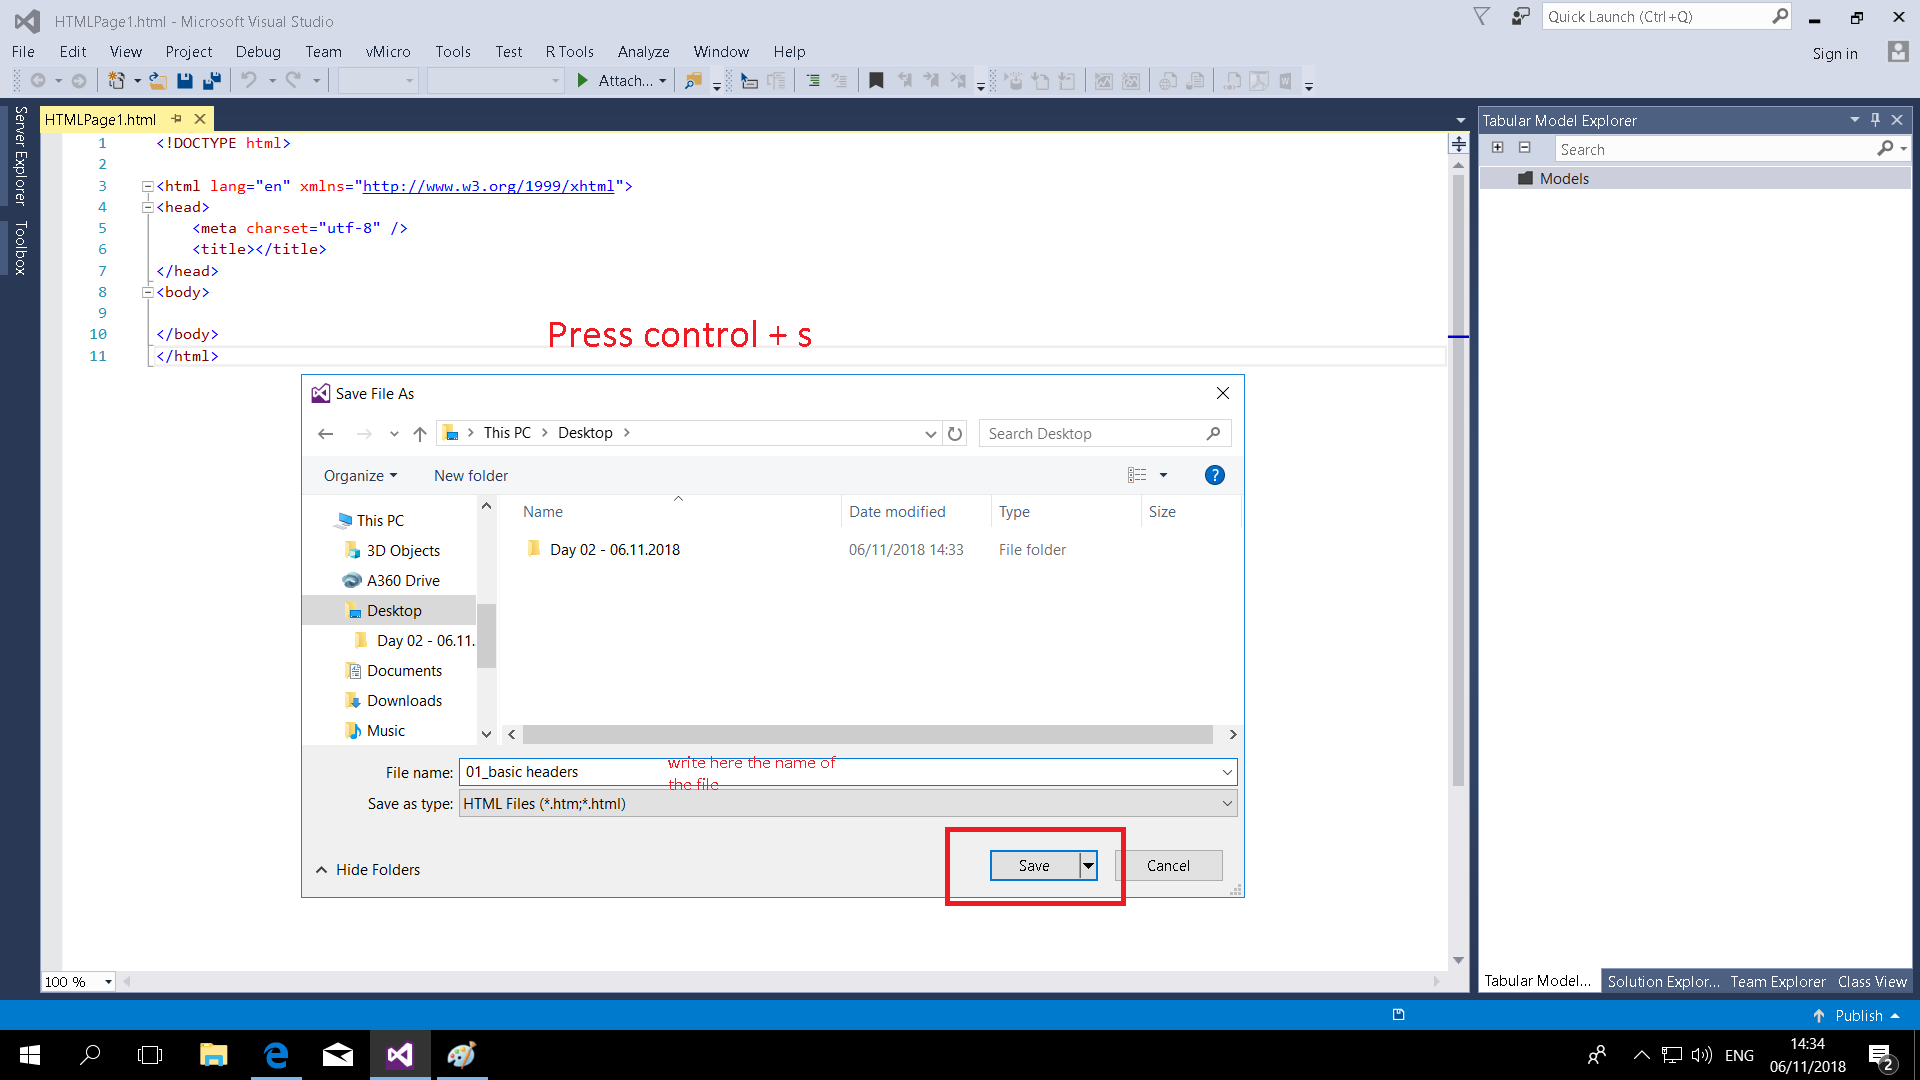 HTMLPage1.html - Microsoft Visual Studio
Quick Launch (Ctrl+Q)
File Edit View Project Debug Team vMicro Tools Test R Tools Analyze Window Help
Sign in
Attach...
Server Explorer
Toolbox
HTMLPage1.html
1 <!DOCTYPE html>
2
3 <html lang="en" xmlns="http://www.w3.org/1999/xhtml">
4 <head>
5 <meta charset="utf-8" />
6 <title></title>
7 </head>
8 <body>
9
10 </body>
11 </html>
Press control + s
Save File As
This PC > Desktop >
Search Desktop
Organize New folder
?
Name Date modified Type Size
Day 02 - 06.11.2018 06/11/2018 14:33 File folder
This PC
3D Objects
A360 Drive
Desktop
Day 02 - 06.11.
Documents
Downloads
Music
File name: 01_basic headers
write here the name of
the file
Save as type: HTML Files (*.htm;*.html)
Hide Folders
Save Cancel
100 %
Tabular Model Explorer
Search
Models
Tabular Model... Solution Explor... Team Explorer Class View
Publish
ENG
14:34
06/11/2018
2